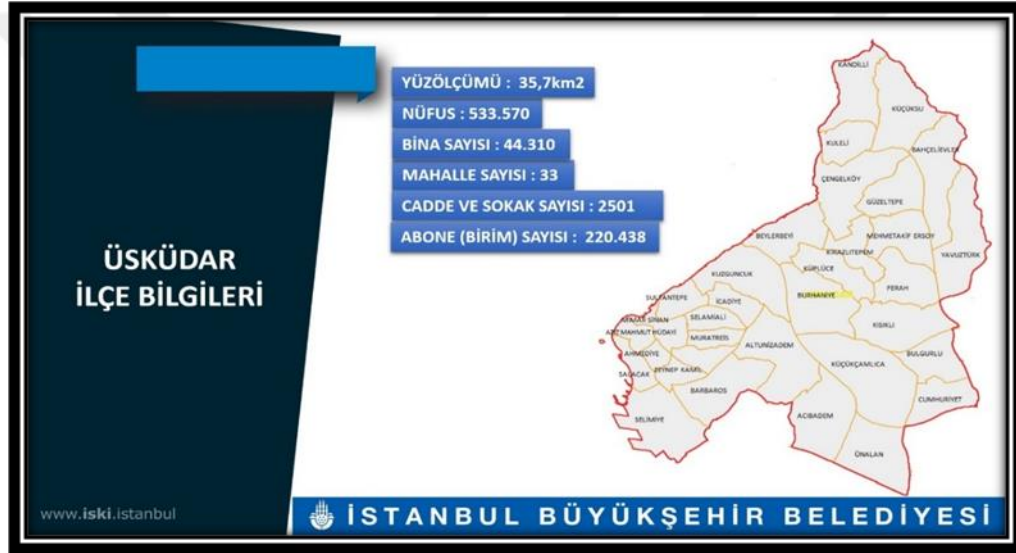 ÜSKÜDAR
İLÇE BİLGİLERİ
YÜZÖLÇÜMÜ : 35,7km2
NÜFUS : 533.570
BİNA SAYISI : 44.310
MAHALLE SAYISI : 33
CADDE VE SOKAK SAYISI : 2501
ABONE (BİRİM) SAYISI : 220.438
KANDİLLİ
KÜÇÜKSU
KULELİ
BAHÇELİEVLER
ÇENGELKÖY
GÜZELTEPE
BEYLERBEYİ
MEHMETAKİF ERSOY
KİRAZLITEPEM
YAVUZTÜRK
KUZGUNCUK
KÜPLÜCE
FERAH
BURHANİYE
SULTANTEPE
İCADİYE
MİMAR SİNAN
SELAMİALİ
KISIKLI
AZİZ MAHMUT HÜDAYİ
MURATREİS
ALTUNİZADEM
AHMEDİYE
BULGURLU
KÜÇÜKÇAMLICA
SALACAK
ZEYNEP KAMİL
BARBAROS
CUMHURİYET
SELİMİYE
ACIBADEM
ÜNALAN
www.iski.istanbul
İSTANBUL BÜYÜKŞEHİR BELEDİYESİ